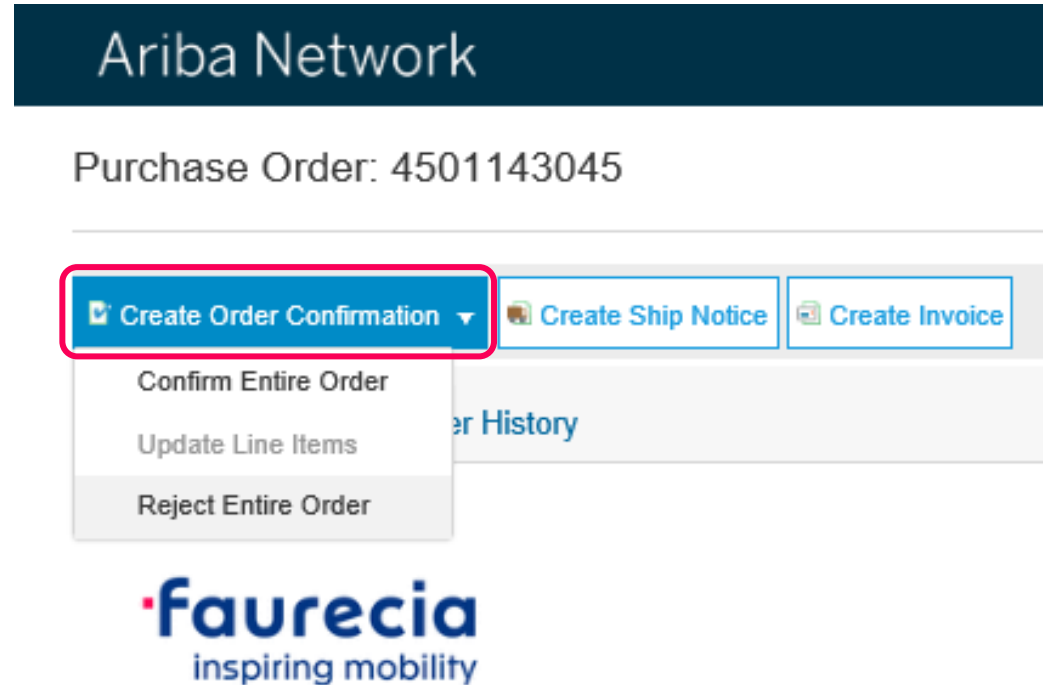 Ariba Network
Purchase Order: 4501143045
Create Order Confirmation Create Ship Notice Create Invoice
Confirm Entire Order
er History
Update Line Items
Reject Entire Order
faurecia
inspiring mobility